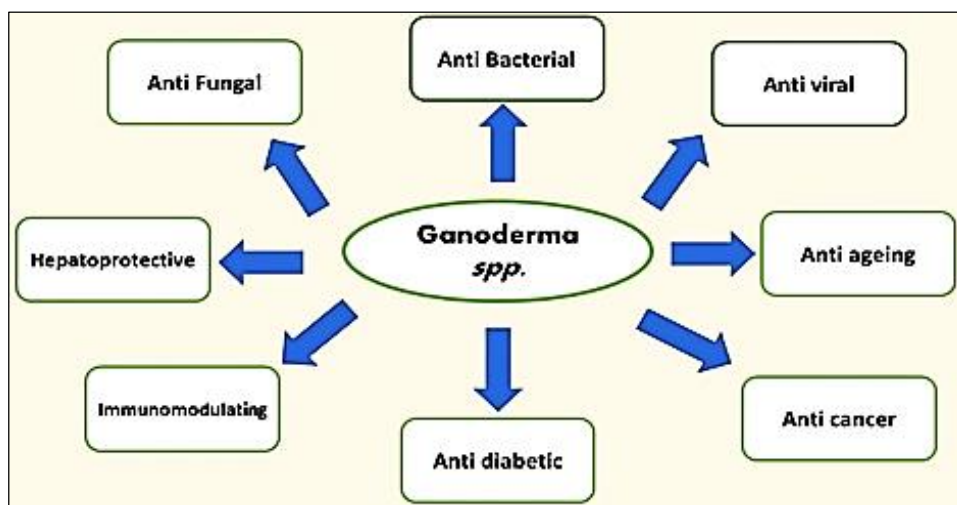 Anti Fungal
Anti Bacterial
Anti viral
Ganoderma
spp.
Hepatoprotective
Anti ageing
Immunomodulating
Anti diabetic
Anti cancer